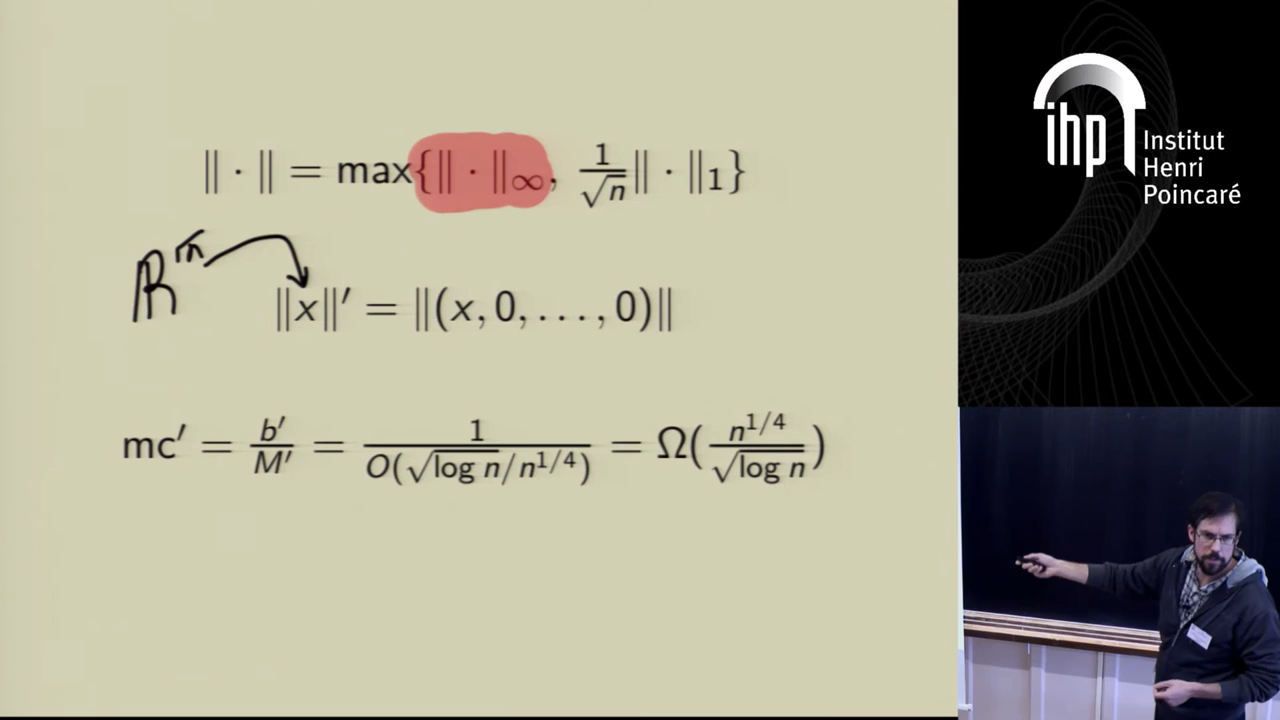 ‖ · ‖ = max{‖ · ‖∞, 1/√n ‖ · ‖1}
ℝ^√n
‖x‖′ = ‖(x, 0, . . . , 0)‖
mc′ = b′/M′ = 1/O(√log n/n^1/4) = Ω(n^1/4/√log n)
ihp
Institut
Henri
Poincaré